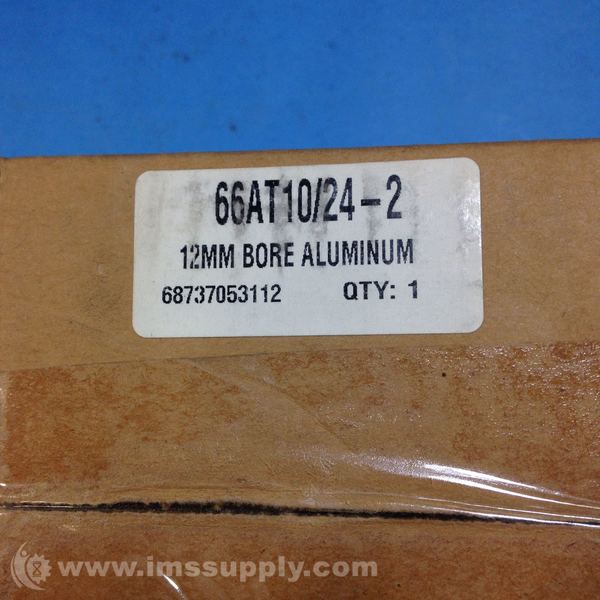 66AT10/24-2
12MM BORE ALUMINUM
68737053112 QTY: 1
www.imssupply.com